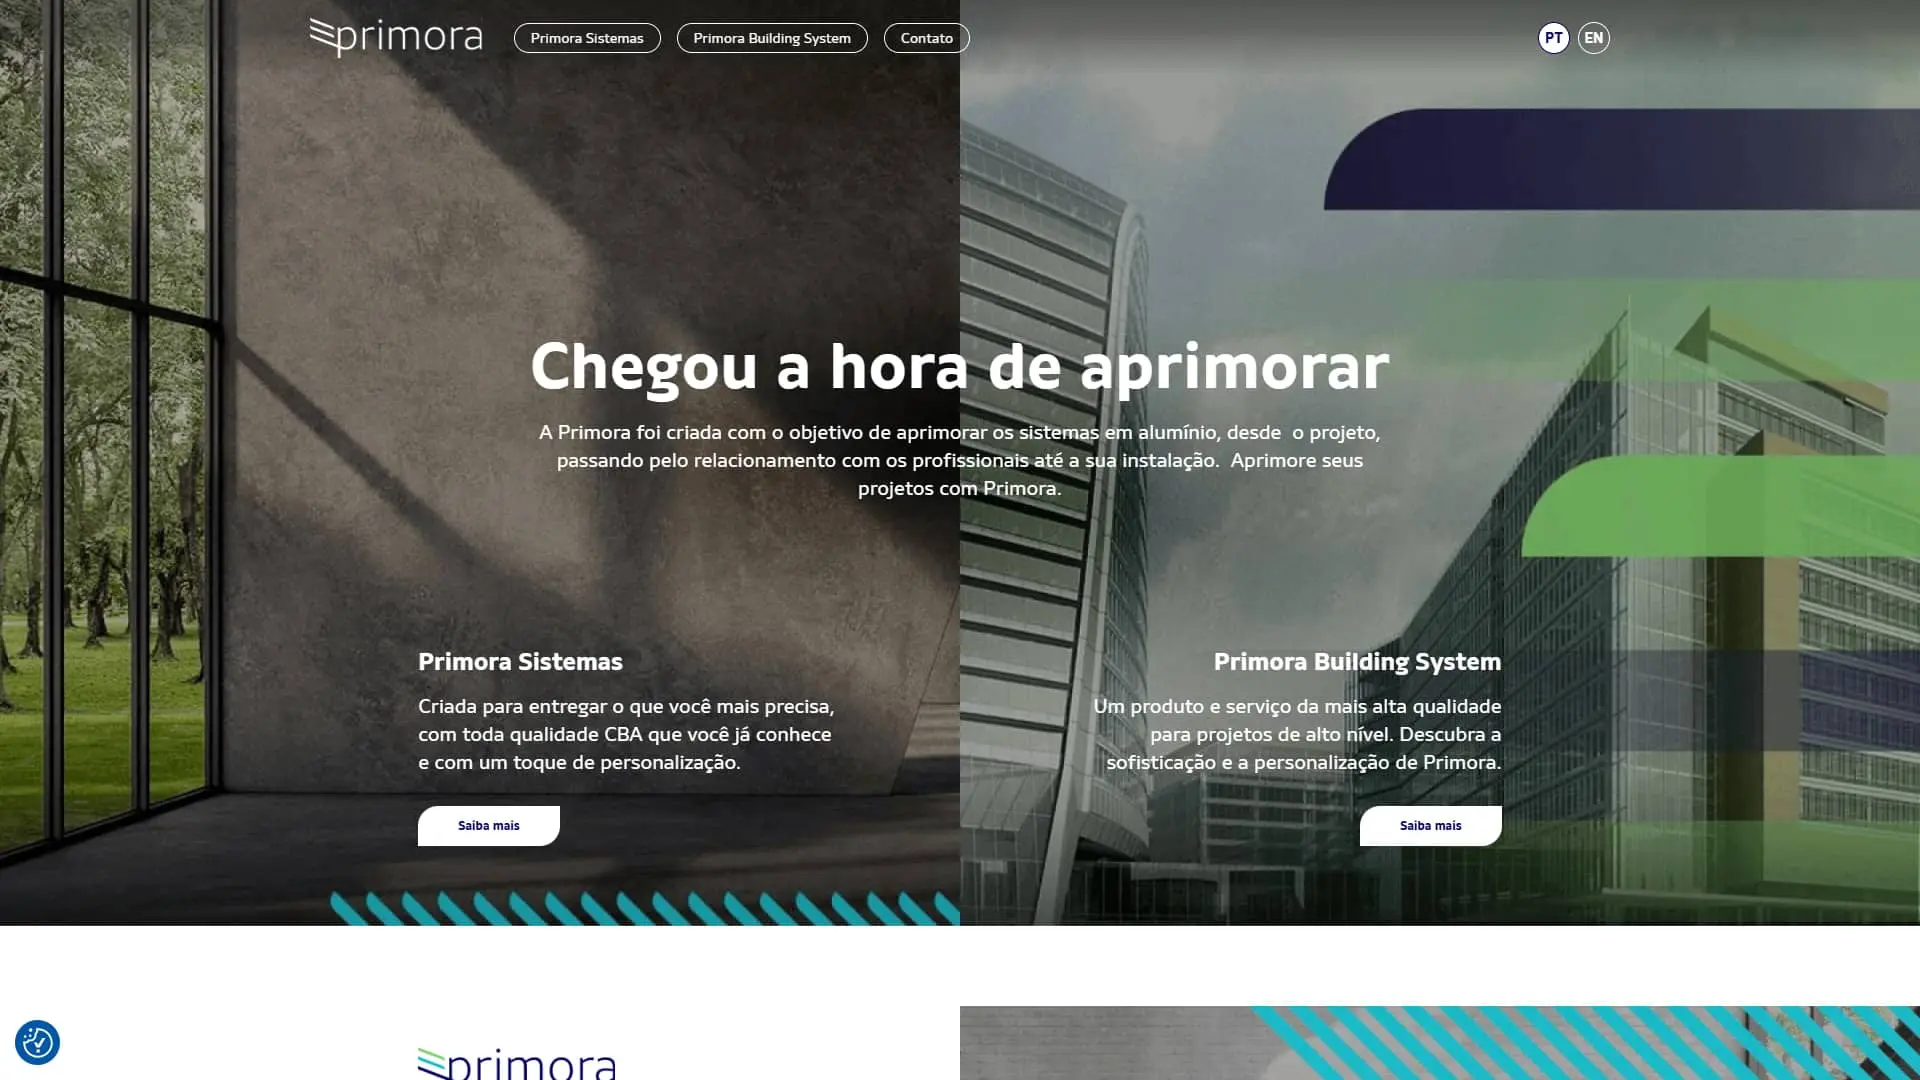 primora
Primora Sistemas
Primora Building System
Contato
PT
EN
Chegou a hora de aprimorar
A Primora foi criada com o objetivo de aprimorar os sistemas em alumínio, desde o projeto,
passando pelo relacionamento com os profissionais até a sua instalação. Aprimore seus
projetos com Primora.
Primora Sistemas
Criada para entregar o que você mais precisa,
com toda qualidade CBA que você já conhece
e com um toque de personalização.
Saiba mais
Primora Building System
Um produto e serviço da mais alta qualidade
para projetos de alto nível. Descubra a
sofisticação e a personalização de Primora.
Saiba mais
primora